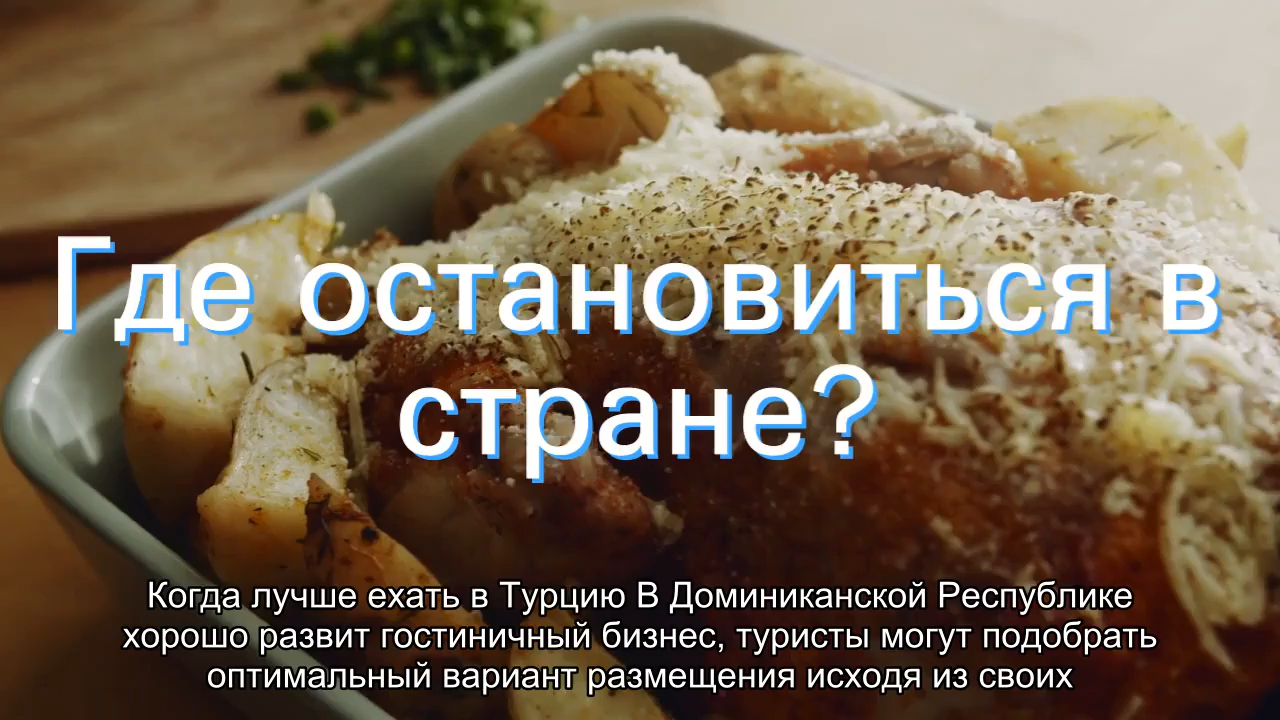 Где остановиться в
стране?
Когда лучше ехать в Турцию В Доминиканской Республике
хорошо развит гостиничный бизнес, туристы могут подобрать
оптимальный вариант размещения исходя из своих